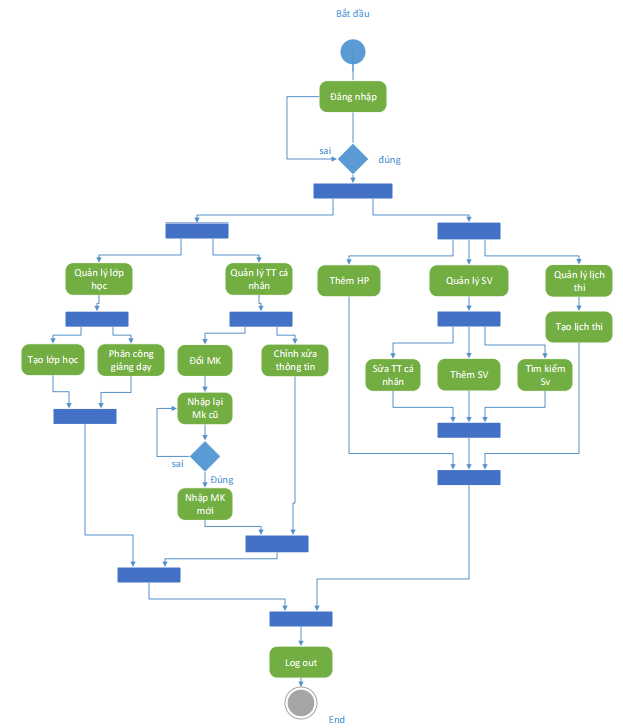 Bắt đầu
Đăng nhập
sai
đúng
Quản lý lớp
học
Quản lý TT cá
nhân
Thêm HP
Quản lý SV
Quản lý lịch
thi
Tạo lịch thi
Tạo lớp học
Phân công
giảng dạy
Đổi MK
Chỉnh xửa
thông tin
Sửa TT cá
nhân
Thêm SV
Tìm kiếm
Sv
Nhập lại
Mk cũ
sai
Đúng
Nhập MK
mới
Log out
End